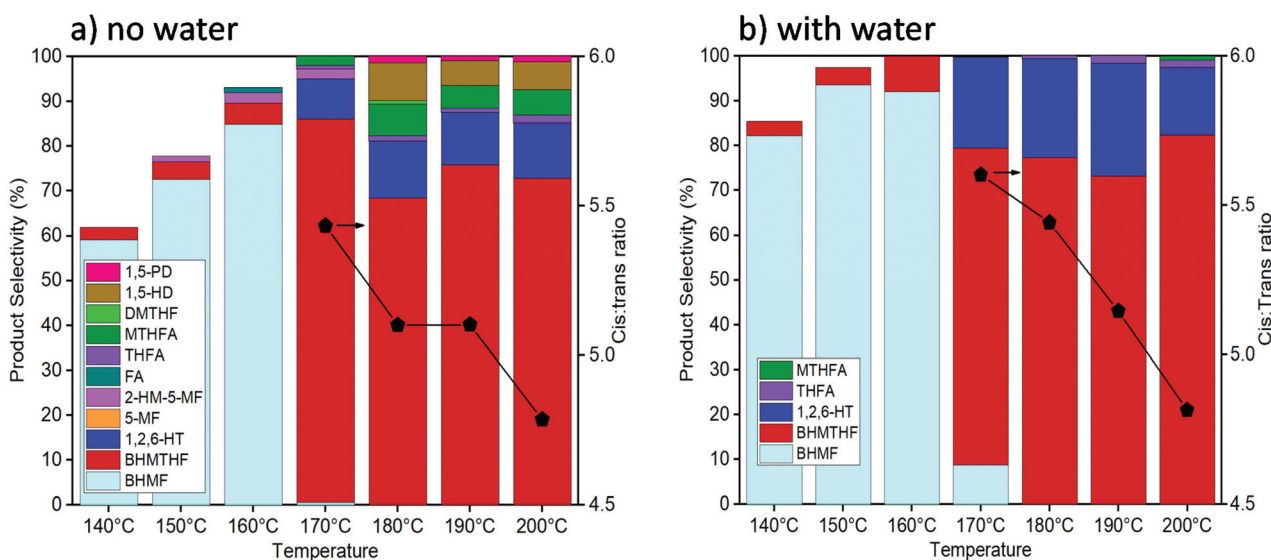 a) no water
Product Selectivity (%)
100
90
80
70
60
50
40
30
20
10
0
1,5-PD
1,5-HD
DMTHF
MTHFA
THFA
FA
2-HM-5-MF
5-MF
1,2,6-HT
BHMTHF
BHMF
6.0
5.5
5.0
4.5
Cis:trans ratio
140°C 150°C 160°C 170°C 180°C 190°C 200°C
Temperature
b) with water
Product Selectivity (%)
100
90
80
70
60
50
40
30
20
10
0
MTHFA
THFA
1,2,6-HT
BHMTHF
BHMF
6.0
5.5
5.0
4.5
Cis:Trans ratio
140°C 150°C 160°C 170°C 180°C 190°C 200°C
Temperature